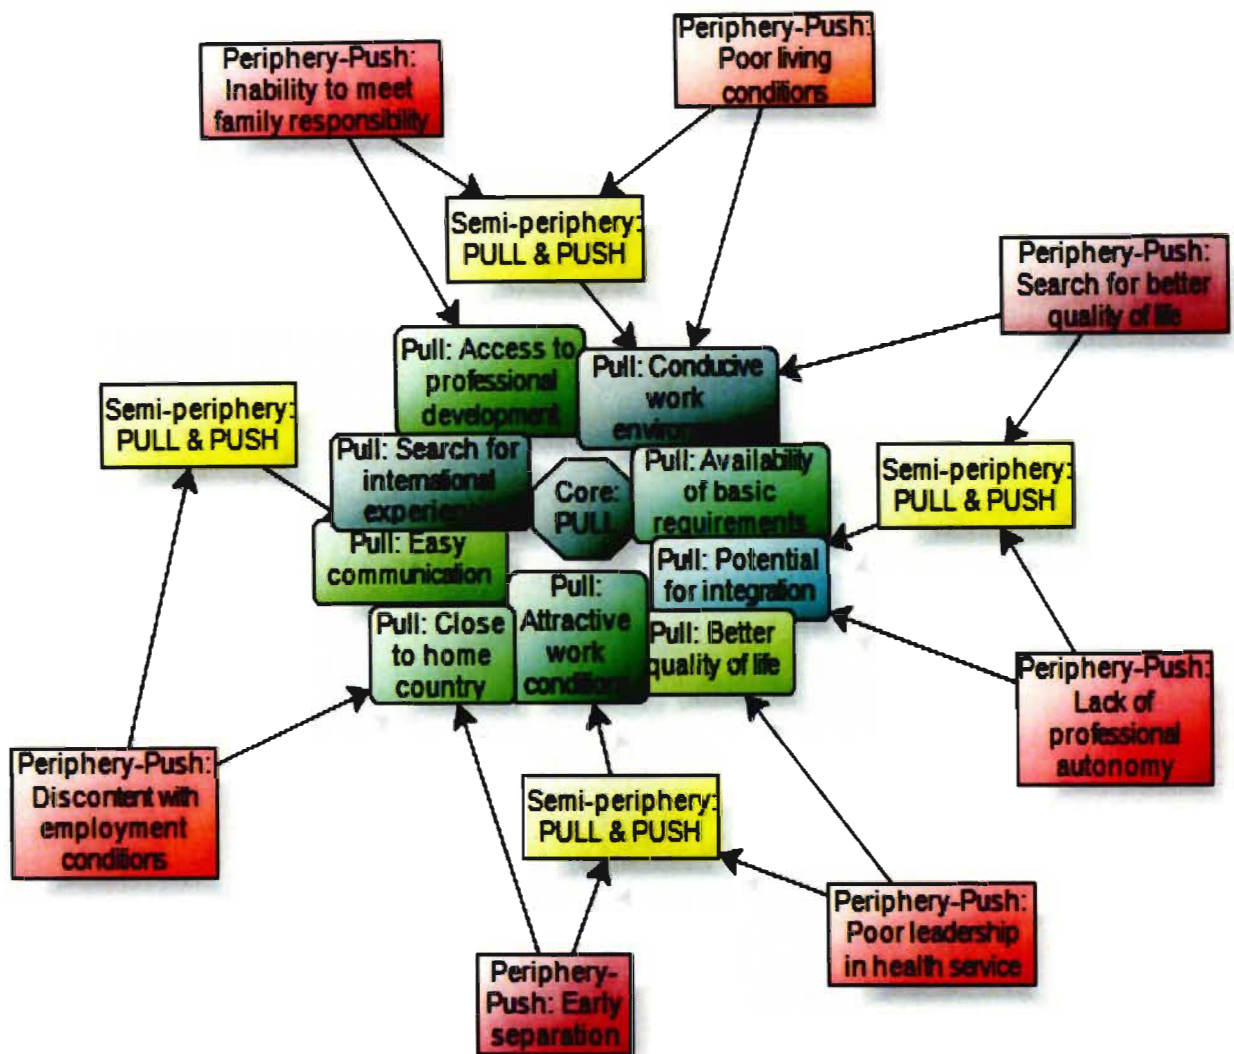 Periphery-Push:
Inability to meet
family responsibility
Periphery-Push:
Poor living
conditions
Semi-periphery:
PULL & PUSH
Periphery-Push:
Search for better
quality of life
Pull: Access to
professional
development
Pull: Conducive
work
Semi-periphery:
PULL & PUSH
Pull: Search for
international
Core:
PULL
Pull: Availability
of basic
requirements
Semi-periphery:
PULL & PUSH
Pull: Easy
communication
Pull: Potential
for integration
Pull:
Attractive
work
Pull: Close
to home
country
Pull: Better
quality of life
Periphery-Push:
Lack of
professional
autonomy
Periphery-Push:
Discontent with
employment
conditions
Semi-periphery:
PULL & PUSH
Periphery-Push:
Poor leadership
in health service
Periphery-
Push: Early
separation